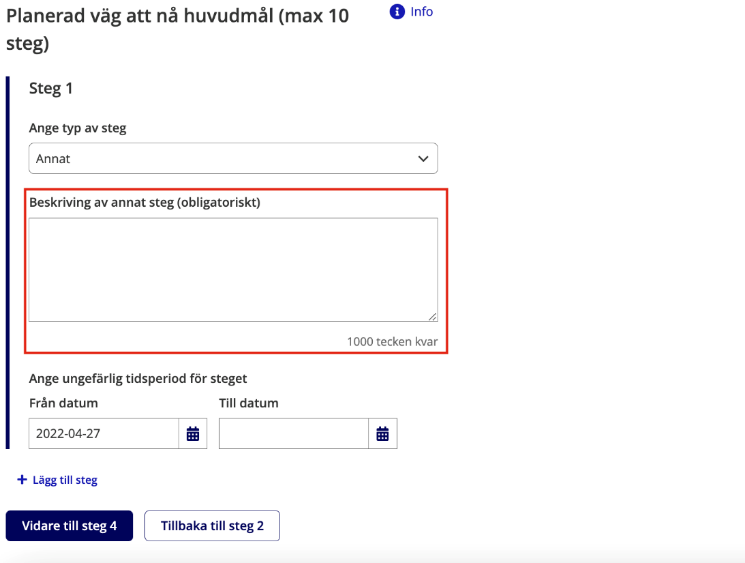 Planerad väg att nå huvudmål (max 10
steg)
Info
Steg 1
Ange typ av steg
Annat
Beskriving av annat steg (obligatoriskt)
1000 tecken kvar
Ange ungefärlig tidsperiod för steget
Från datum
Till datum
2022-04-27
+ Lägg till steg
Vidare till steg 4
Tillbaka till steg 2